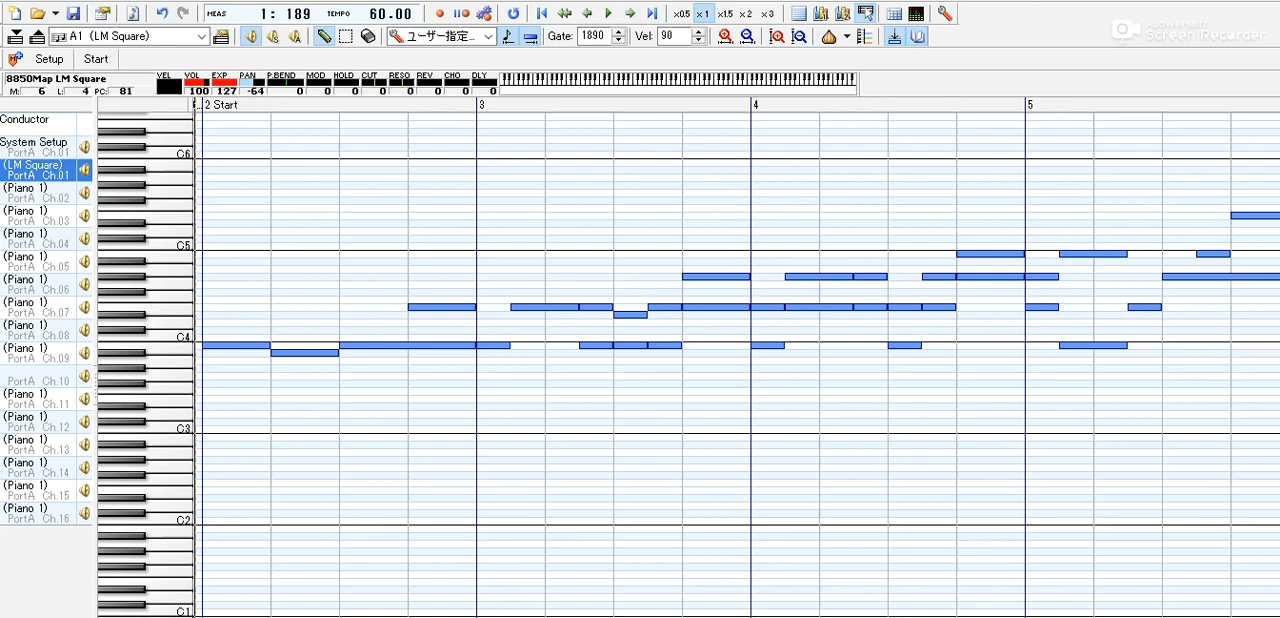 MEAS 1: 189 TEMPO 60.00 x0.5 x 1 x1.5 x 2 x 3
Apowersoft
Screen Recorder
A1 (LM Square) S A ユーザー指定... Gate: 1890 Vel: 90
Setup Start
8850Map LM Square VEL VOL EXP PAN P.BEND MOD HOLD CUT RESO REV CHO DLY
M: 6 L: 4 PC: 81 100 127 -64 0 0 0 0 0 0 0 0
2 Start 3 4 5
Conductor
System Setup
PortA Ch.01
(LM Square)
PortA Ch.01
(Piano 1)
PortA Ch.02
(Piano 1)
PortA Ch.03
(Piano 1)
PortA Ch.04
(Piano 1)
PortA Ch.05
(Piano 1)
PortA Ch.06
(Piano 1)
PortA Ch.07
(Piano 1)
PortA Ch.08
(Piano 1)
PortA Ch.09
PortA Ch.10
(Piano 1)
PortA Ch.11
(Piano 1)
PortA Ch.12
(Piano 1)
PortA Ch.13
(Piano 1)
PortA Ch.14
(Piano 1)
PortA Ch.15
(Piano 1)
PortA Ch.16
C6
C5
C4
C3
C2
C1